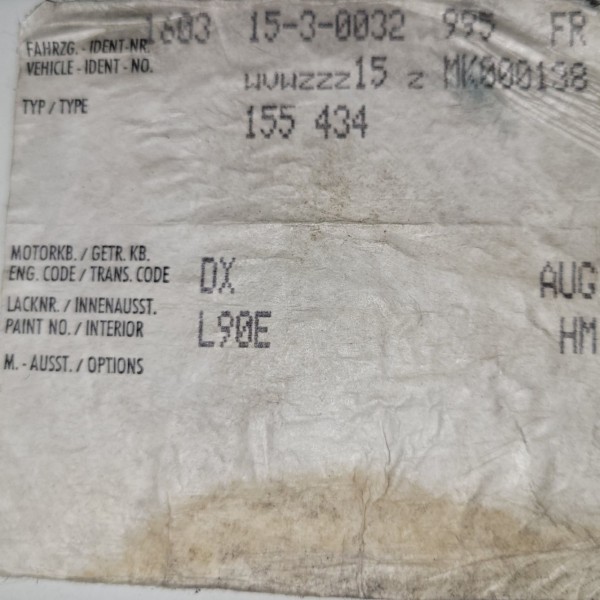 1603 15-3-0032 995 FR
FAHRZG. - IDENT-NR.
VEHICLE - IDENT - NO.
WVWZZZ15 Z MK000138
TYP / TYPE
155 434
MOTORKB. / GETR. KB.
ENG. CODE / TRANS. CODE
DX AUG
LACKNR. / INNENAUSST.
PAINT NO. / INTERIOR
L90E HM
M. - AUSST. / OPTIONS